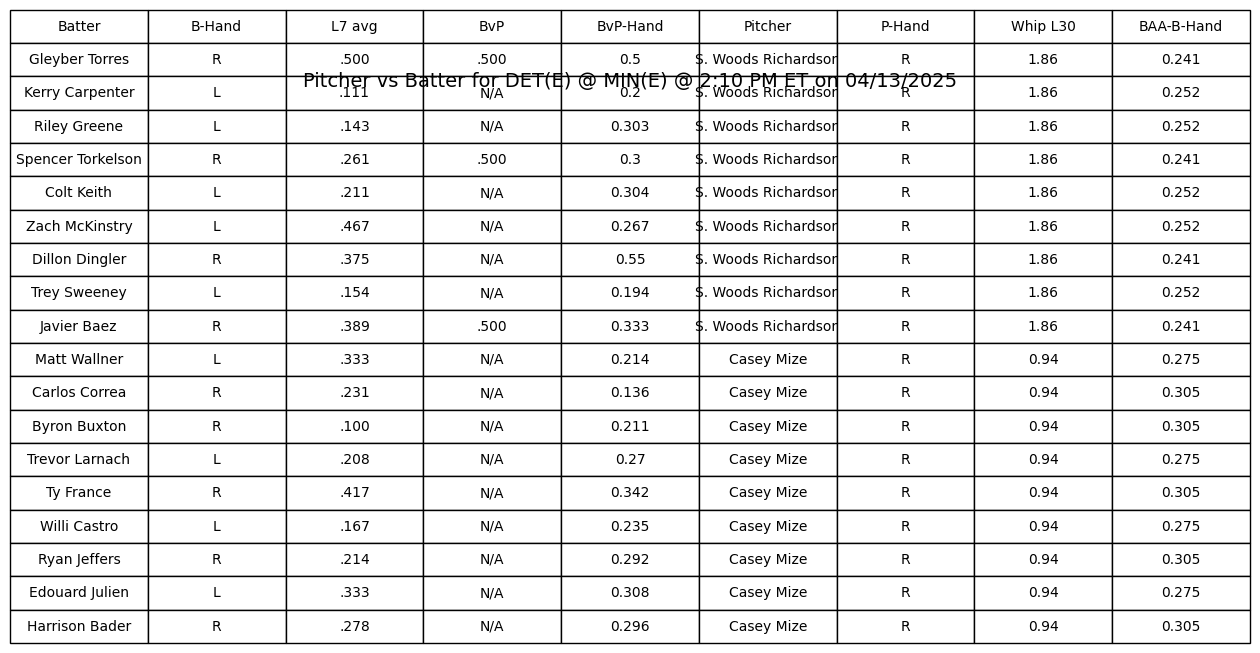 Batter B-Hand L7 avg BvP BvP-Hand Pitcher P-Hand Whip L30 BAA-B-Hand
Gleyber Torres R .500 .500 0.5 S. Woods Richardson R 1.86 0.241
Pitcher vs Batter for DET(E) @ MIN(E) @ 2:10 PM ET on 04/13/2025
Kerry Carpenter L .111 N/A 0.2 S. Woods Richardson R 1.86 0.252
Riley Greene L .143 N/A 0.303 S. Woods Richardson R 1.86 0.252
Spencer Torkelson R .261 .500 0.3 S. Woods Richardson R 1.86 0.241
Colt Keith L .211 N/A 0.304 S. Woods Richardson R 1.86 0.252
Zach McKinstry L .467 N/A 0.267 S. Woods Richardson R 1.86 0.252
Dillon Dingler R .375 N/A 0.55 S. Woods Richardson R 1.86 0.241
Trey Sweeney L .154 N/A 0.194 S. Woods Richardson R 1.86 0.252
Javier Baez R .389 .500 0.333 S. Woods Richardson R 1.86 0.241
Matt Wallner L .333 N/A 0.214 Casey Mize R 0.94 0.275
Carlos Correa R .231 N/A 0.136 Casey Mize R 0.94 0.305
Byron Buxton R .100 N/A 0.211 Casey Mize R 0.94 0.305
Trevor Larnach L .208 N/A 0.27 Casey Mize R 0.94 0.275
Ty France R .417 N/A 0.342 Casey Mize R 0.94 0.305
Willi Castro L .167 N/A 0.235 Casey Mize R 0.94 0.275
Ryan Jeffers R .214 N/A 0.292 Casey Mize R 0.94 0.305
Edouard Julien L .333 N/A 0.308 Casey Mize R 0.94 0.275
Harrison Bader R .278 N/A 0.296 Casey Mize R 0.94 0.305